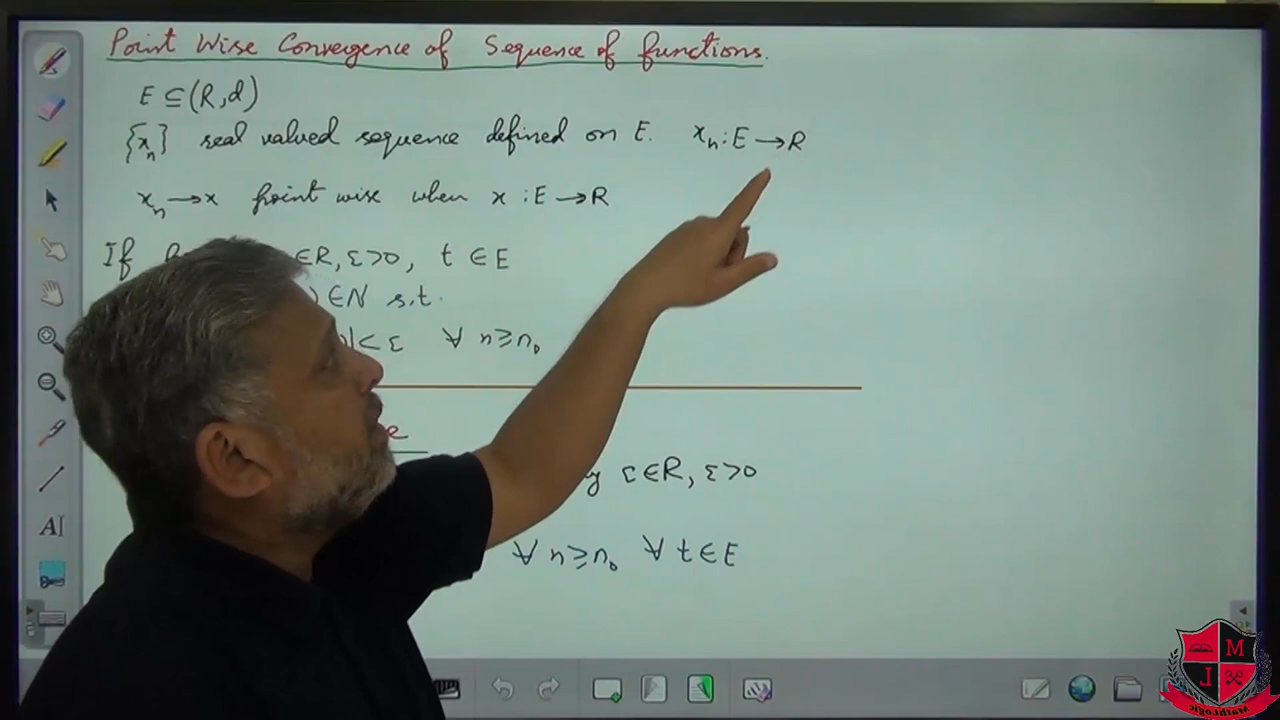 Point Wise Convergence of Sequence of functions.
E ⊆ (R, d)
{xₙ} real valued sequence defined on E. xₙ : E → R
xₙ → x point wise when x : E → R
If ∈R, ε>0, t ∈ E
) ∈ N s.t.
)|< ε ∀ n ≥ n₀
e
y ε ∈ R, ε>0
∀ n ≥ n₀ ∀ t ∈ E
A
M
J
MathLogic